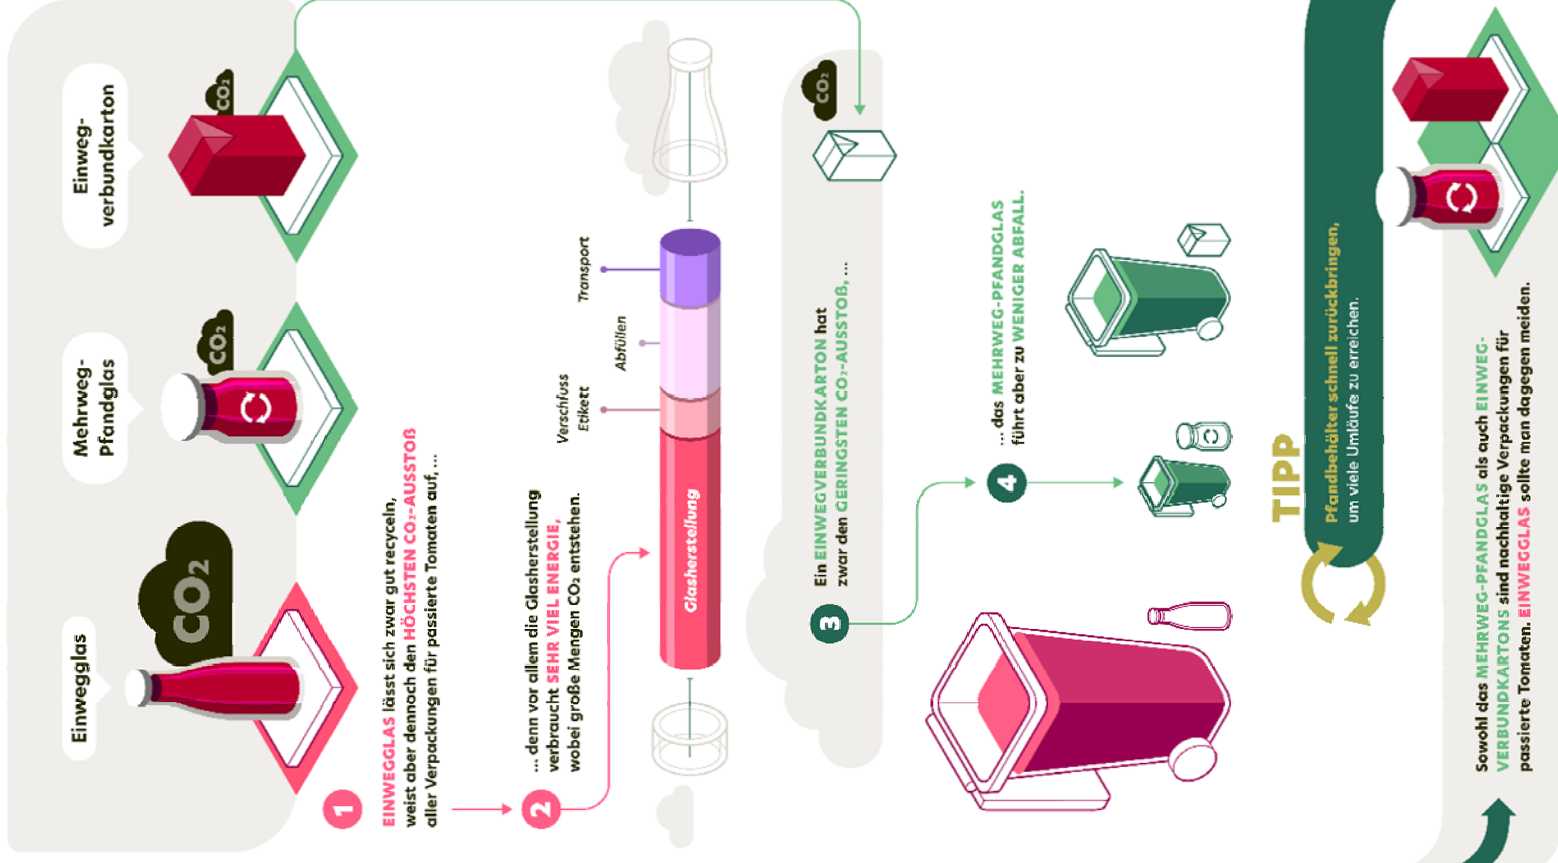 Einwegglas
Mehrweg-
Pfandglas
Einweg-
verbundkarton
CO₂
CO₂
CO₂
1
EINWEGGLAS lässt sich zwar gut recyceln,
weist aber dennoch den HÖCHSTEN CO₂-AUSSTOẞ
aller Verpackungen für passierte Tomaten auf, ...
2
... denn vor allem die Glasherstellung
verbraucht SEHR VIEL ENERGIE,
wobei große Mengen CO₂ entstehen.
Glasherstellung
Verschluss
Etikett
Abfüllen
Transport
3
Ein EINWEGVERBUNDKARTON hat
zwar den GERINGSTEN CO₂-AUSSTOẞ, ...
CO₂
4
... das MEHRWEG-PFANDGLAS
führt aber zu WENIGER ABFALL.
TIPP
Pfandbehälter schnell zurückbringen,
um viele Umläufe zu erreichen.
Sowohl das MEHRWEG-PFANDGLAS als auch EINWEG-
VERBUNDKARTONS sind nachhaltige Verpackungen für
passierte Tomaten. EINWEGGLAS sollte man dagegen meiden.